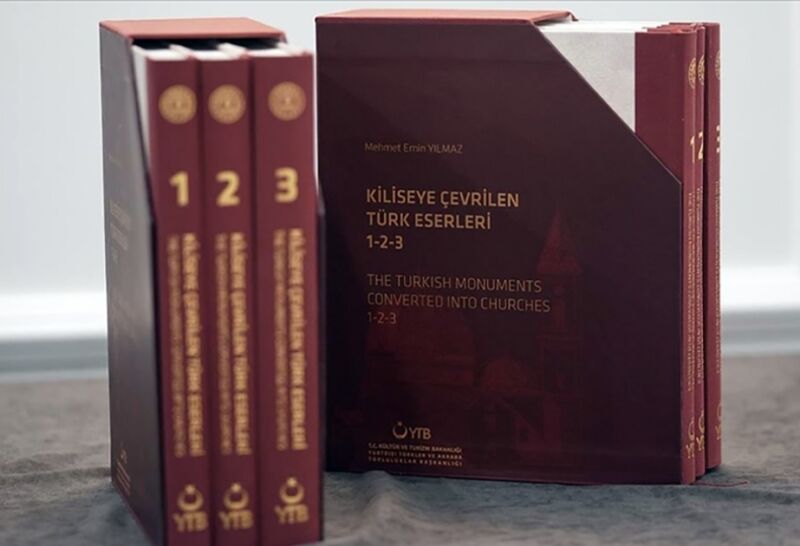 1
2
3
KİLİSEYE ÇEVRİLEN TÜRK ESERLERİ
KİLİSEYE ÇEVRİLEN TÜRK ESERLERİ
KİLİSEYE ÇEVRİLEN TÜRK ESERLERİ
YTB
YTB
YTB
Mehmet Emin YILMAZ
KİLİSEYE ÇEVRİLEN
TÜRK ESERLERİ
1-2-3
THE TURKISH MONUMENTS
CONVERTED INTO CHURCHES
1-2-3
YTB
T.C. KÜLTÜR VE TURİZM BAKANLIĞI
YURTDIŞI TÜRKLER VE AKRABA
TOPLULUKLAR BAŞKANLIĞI
1
2
3